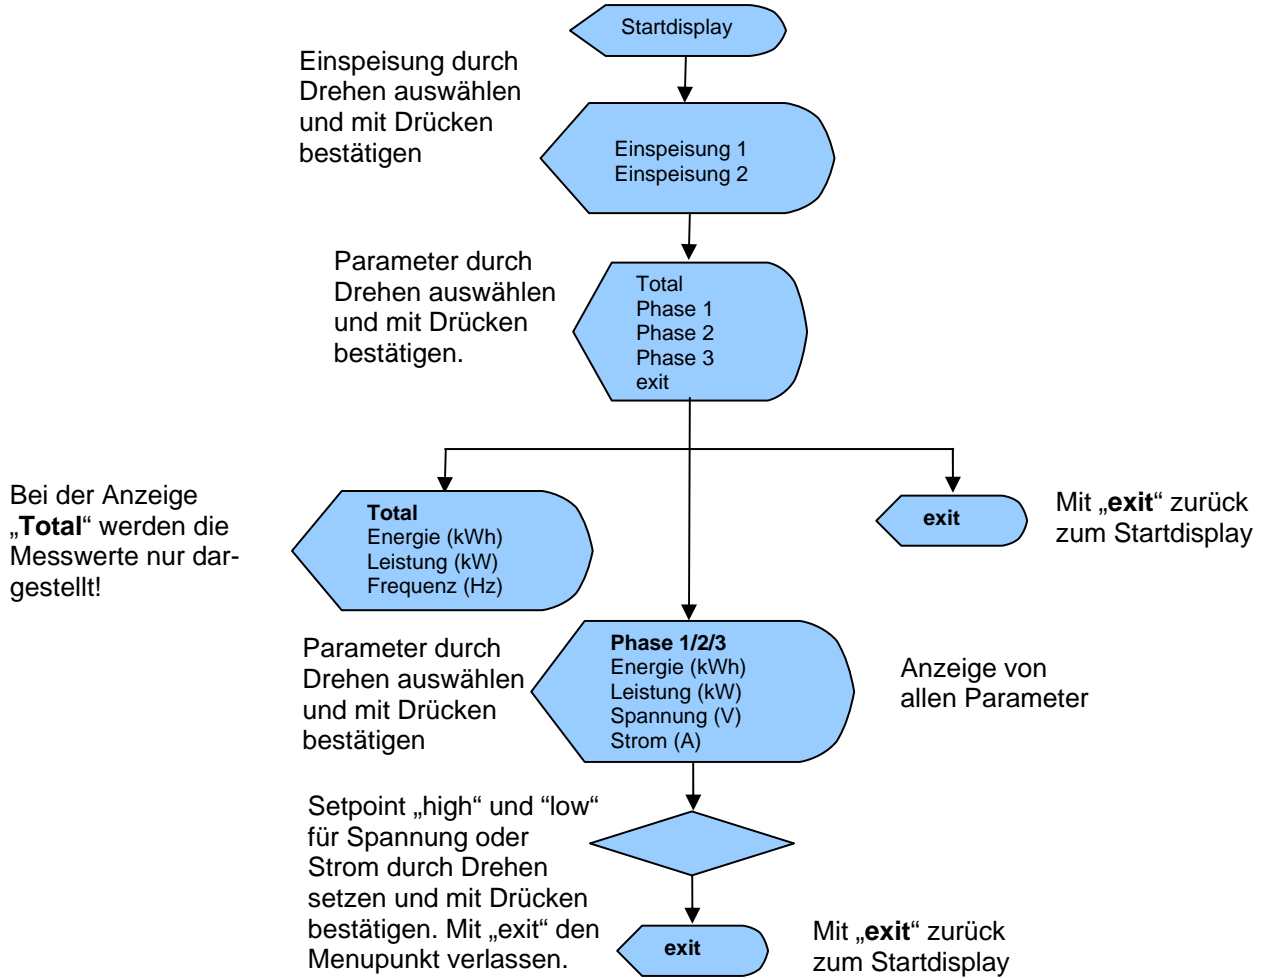 Startdisplay
Einspeisung durch
Drehen auswählen
und mit Drücken
bestätigen
Einspeisung 1
Einspeisung 2
Parameter durch
Drehen auswählen
und mit Drücken
bestätigen.
Total
Phase 1
Phase 2
Phase 3
exit
Bei der Anzeige
„Total“ werden die
Messwerte nur dar-
gestellt!
Total
Energie (kWh)
Leistung (kW)
Frequenz (Hz)
exit
Mit „exit“ zurück
zum Startdisplay
Parameter durch
Drehen auswählen
und mit Drücken
bestätigen
Phase 1/2/3
Energie (kWh)
Leistung (kW)
Spannung (V)
Strom (A)
Anzeige von
allen Parameter
Setpoint „high“ und “low“
für Spannung oder
Strom durch Drehen
setzen und mit Drücken
bestätigen. Mit „exit“ den
Menupunkt verlassen.
exit
Mit „exit“ zurück
zum Startdisplay